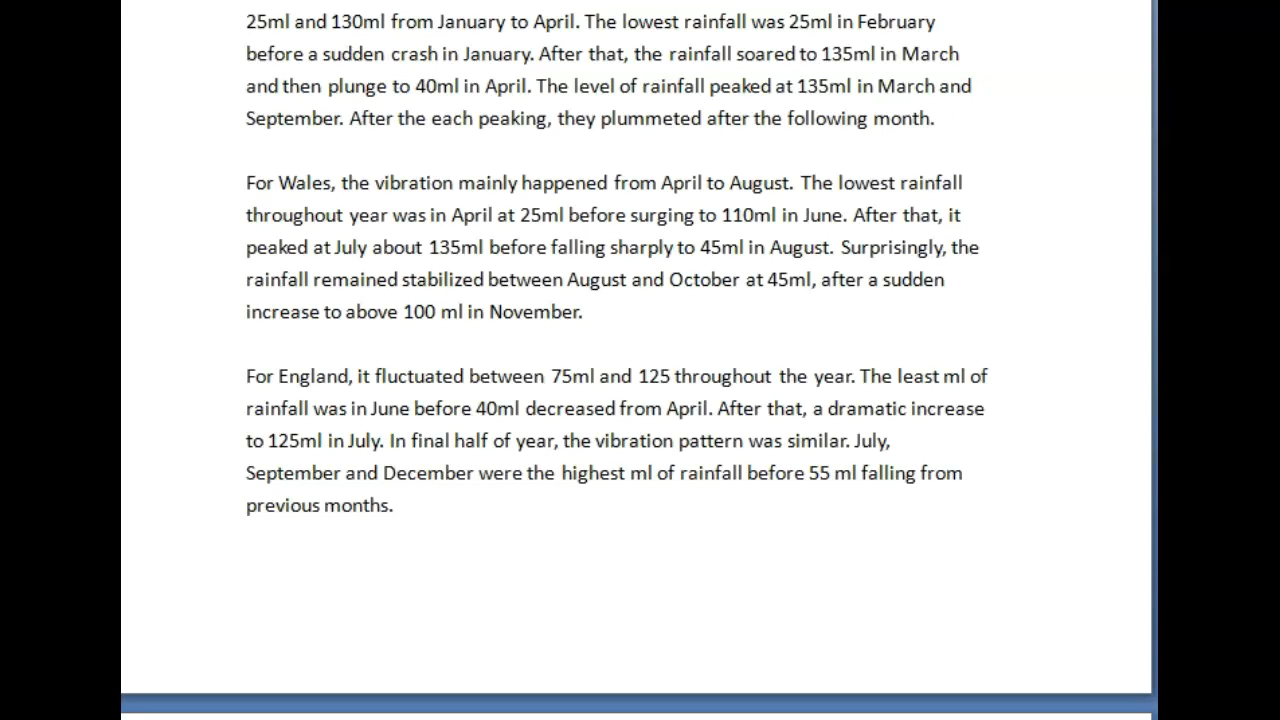 25ml and 130ml from January to April. The lowest rainfall was 25ml in February
before a sudden crash in January. After that, the rainfall soared to 135ml in March
and then plunge to 40ml in April. The level of rainfall peaked at 135ml in March and
September. After the each peaking, they plummeted after the following month.
For Wales, the vibration mainly happened from April to August. The lowest rainfall
throughout year was in April at 25ml before surging to 110ml in June. After that, it
peaked at July about 135ml before falling sharply to 45ml in August. Surprisingly, the
rainfall remained stabilized between August and October at 45ml, after a sudden
increase to above 100 ml in November.
For England, it fluctuated between 75ml and 125 throughout the year. The least ml of
rainfall was in June before 40ml decreased from April. After that, a dramatic increase
to 125ml in July. In final half of year, the vibration pattern was similar. July,
September and December were the highest ml of rainfall before 55 ml falling from
previous months.